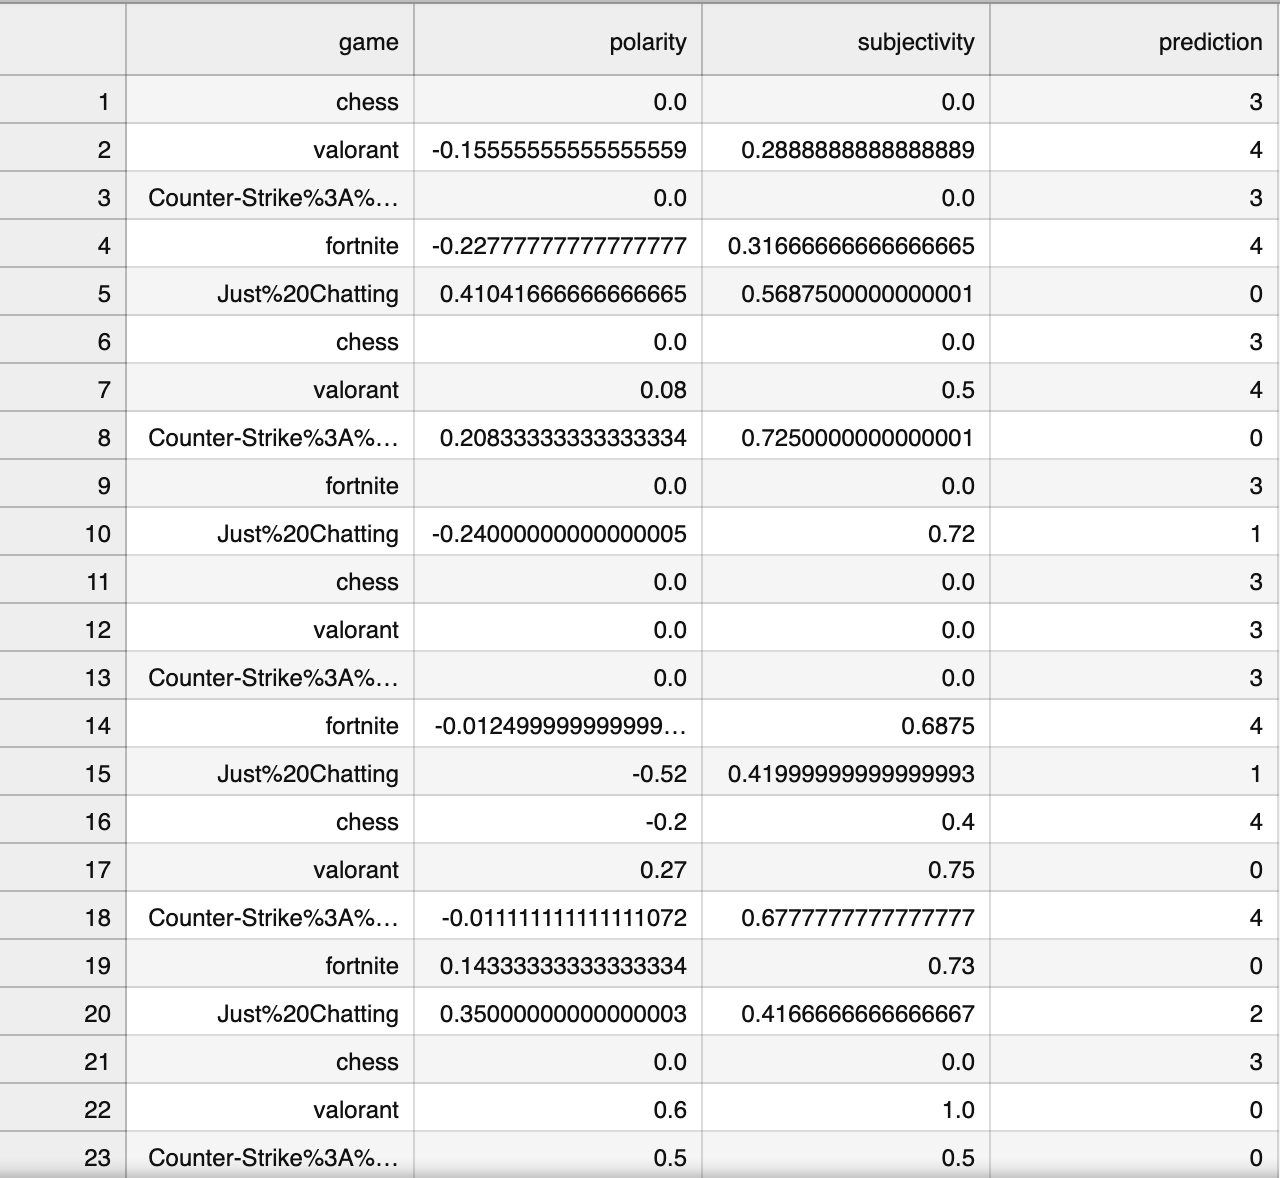 game polarity subjectivity prediction
1 chess 0.0 0.0 3
2 valorant -0.15555555555555559 0.2888888888888889 4
3 Counter-Strike%3A%… 0.0 0.0 3
4 fortnite -0.22777777777777777 0.31666666666666665 4
5 Just%20Chatting 0.41041666666666665 0.5687500000000001 0
6 chess 0.0 0.0 3
7 valorant 0.08 0.5 4
8 Counter-Strike%3A%… 0.20833333333333334 0.7250000000000001 0
9 fortnite 0.0 0.0 3
10 Just%20Chatting -0.24000000000000005 0.72 1
11 chess 0.0 0.0 3
12 valorant 0.0 0.0 3
13 Counter-Strike%3A%… 0.0 0.0 3
14 fortnite -0.012499999999999… 0.6875 4
15 Just%20Chatting -0.52 0.41999999999999993 1
16 chess -0.2 0.4 4
17 valorant 0.27 0.75 0
18 Counter-Strike%3A%… -0.011111111111111072 0.6777777777777777 4
19 fortnite 0.14333333333333334 0.73 0
20 Just%20Chatting 0.35000000000000003 0.4166666666666667 2
21 chess 0.0 0.0 3
22 valorant 0.6 1.0 0
23 Counter-Strike%3A%… 0.5 0.5 0